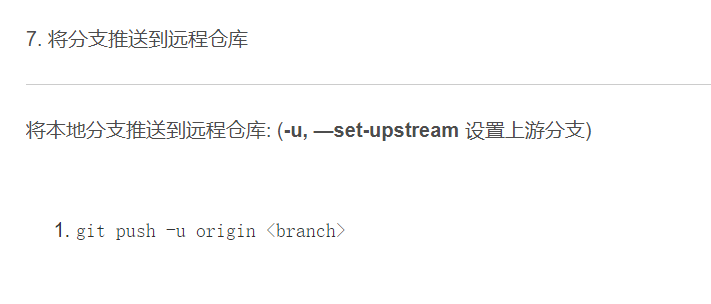 7. 将分支推送到远程仓库
将本地分支推送到远程仓库: (-u, —set-upstream 设置上游分支)
1. git push -u origin <branch>